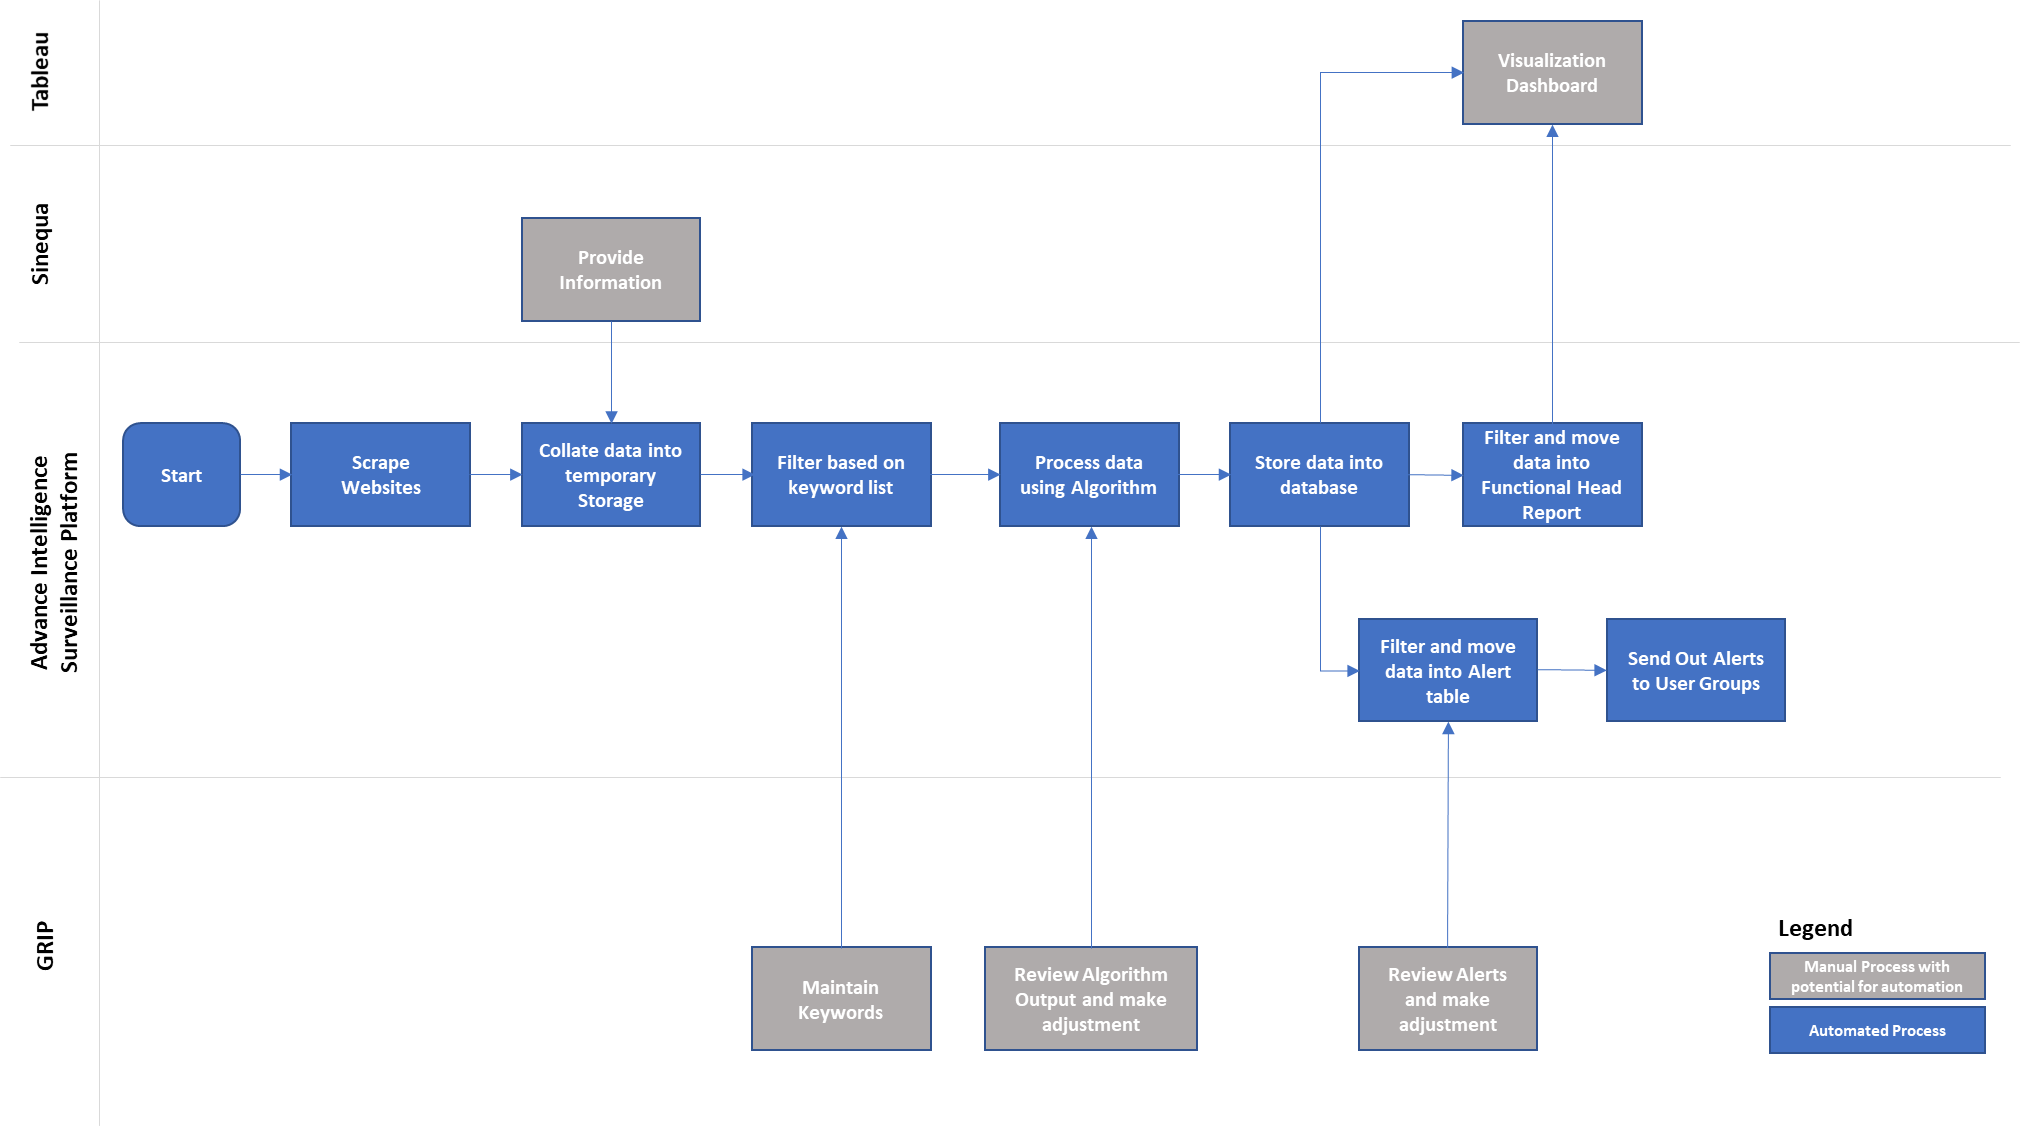 Tableau
Visualization
Dashboard
Sinequa
Provide
Information
Advance Intelligence
Surveillance Platform
Start
Scrape
Websites
Collate data into
temporary
Storage
Filter based on
keyword list
Process data
using Algorithm
Store data into
database
Filter and move
data into
Functional Head
Report
Filter and move
data into Alert
table
Send Out Alerts
to User Groups
GRIP
Maintain
Keywords
Review Algorithm
Output and make
adjustment
Review Alerts
and make
adjustment
Legend
Manual Process with
potential for automation
Automated Process